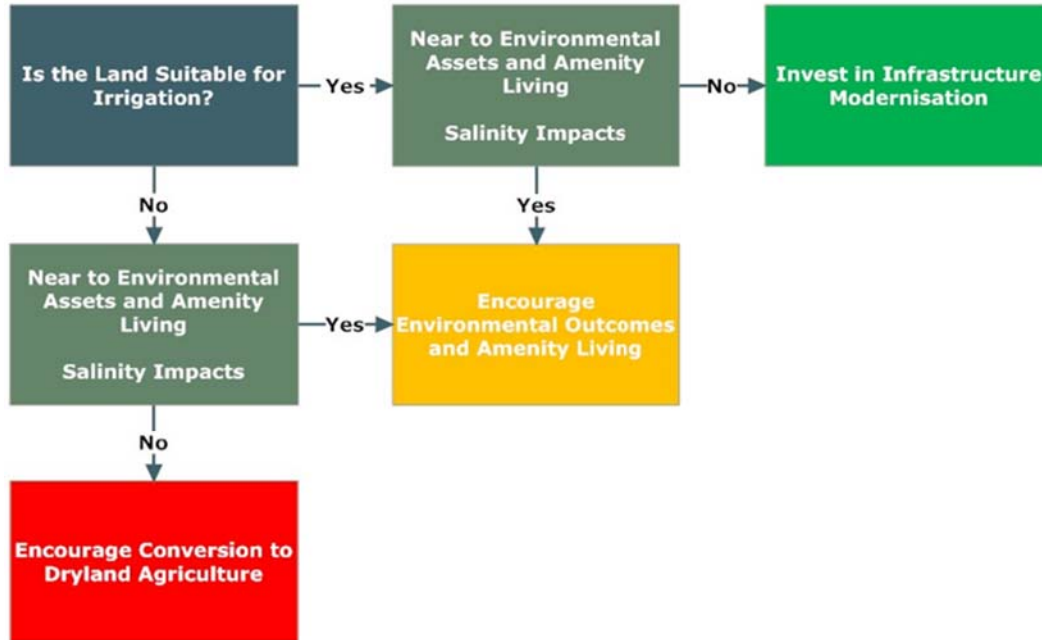 Is the Land Suitable for
Irrigation?
Yes
Near to Environmental
Assets and Amenity
Living
Salinity Impacts
No
Invest in Infrastructure
Modernisation
No
Yes
Near to Environmental
Assets and Amenity
Living
Salinity Impacts
Yes
Encourage
Environmental Outcomes
and Amenity Living
No
Encourage Conversion to
Dryland Agriculture